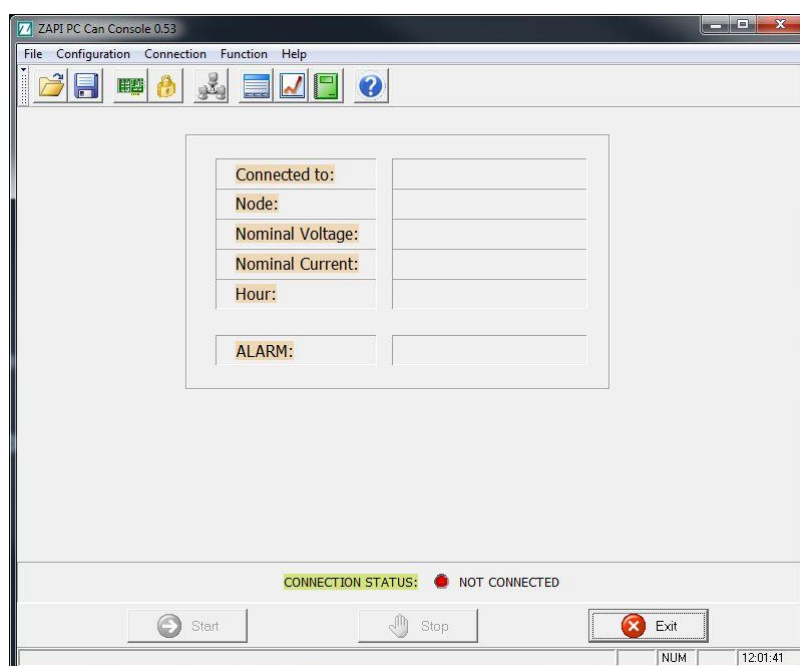 ZAPI PC Can Console 0.53
File Configuration Connection Function Help
Connected to:
Node:
Nominal Voltage:
Nominal Current:
Hour:
ALARM:
CONNECTION STATUS: NOT CONNECTED
Start Stop Exit
NUM 12:01:41